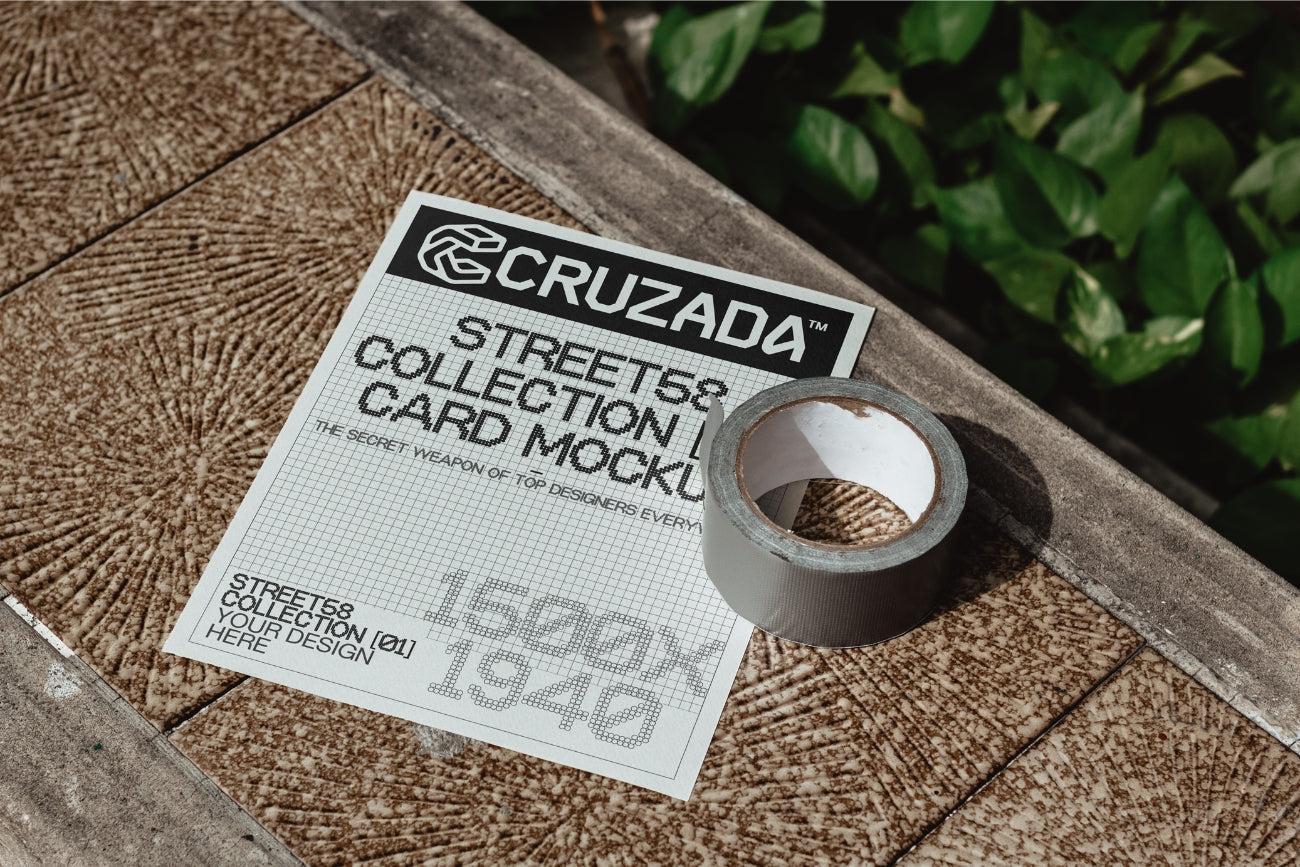 CRUZADA™
STREET58
COLLECTION
CARD
THE SECRET WEAPON OF TOP DESIGNERS
STREET58
COLLECTION [01]
YOUR DESIGN
HERE
1500X
1940